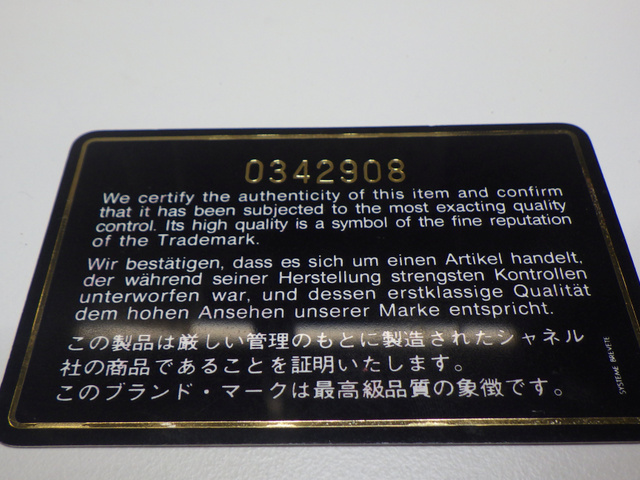 0342908
We certify the authenticity of this item and confirm
that it has been subjected to the most exacting quality
control. Its high quality is a symbol of the fine reputation
of the Trademark.
Wir bestätigen, dass es sich um einen Artikel handelt,
der während seiner Herstellung strengsten Kontrollen
unterworfen war, und dessen erstklassige Qualität
dem hohen Ansehen unserer Marke entspricht.
この製品は厳しい管理のもとに製造されたシャネル
社の商品であることを証明いたします。
このブランド・マークは最高級品質の象徴です。
SYSTEME BREVETE